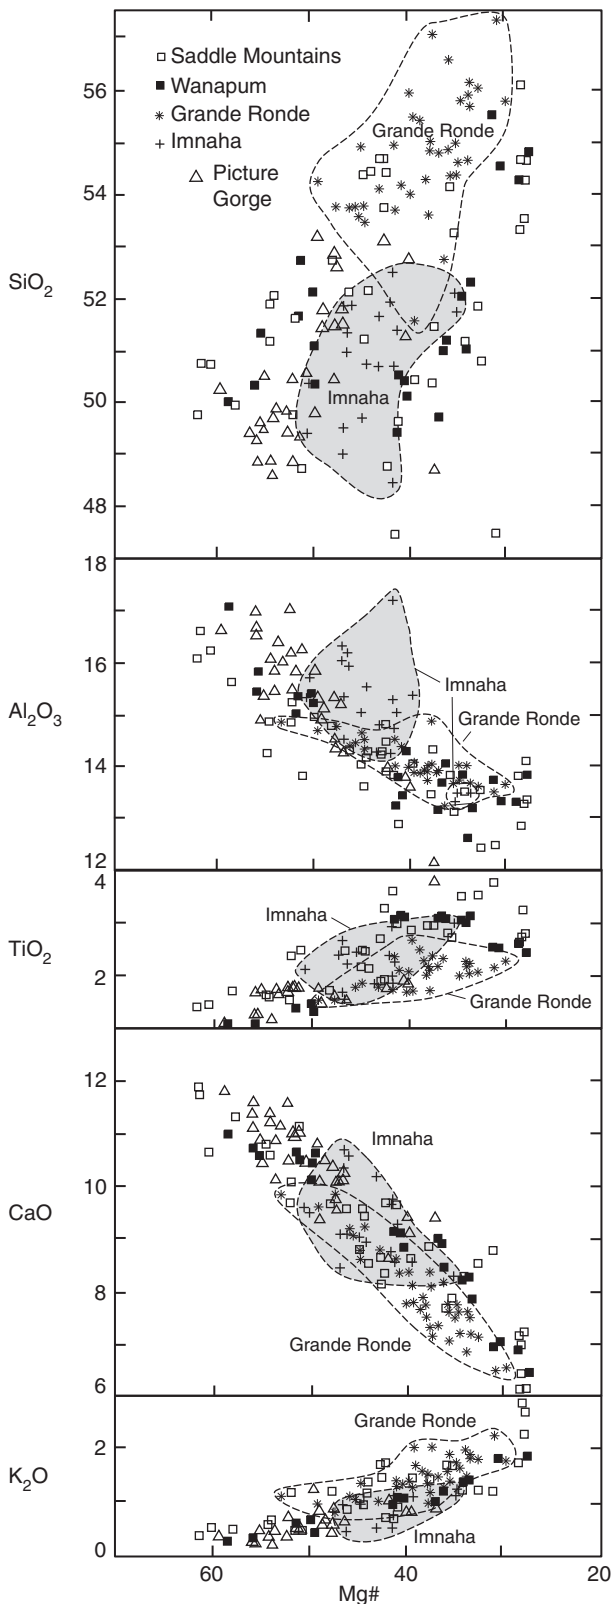 Saddle Mountains
Wanapum
Grande Ronde
Imnaha
Picture
Gorge
Grande Ronde
56
54
SiO2
52
50
Imnaha
48
18
16
Al2O3
Imnaha
Grande Ronde
14
12
4
Imnaha
TiO2
2
Grande Ronde
12
Imnaha
10
CaO
8
Grande Ronde
6
Grande Ronde
2
K2O
1
Imnaha
0
60
40
20
Mg#